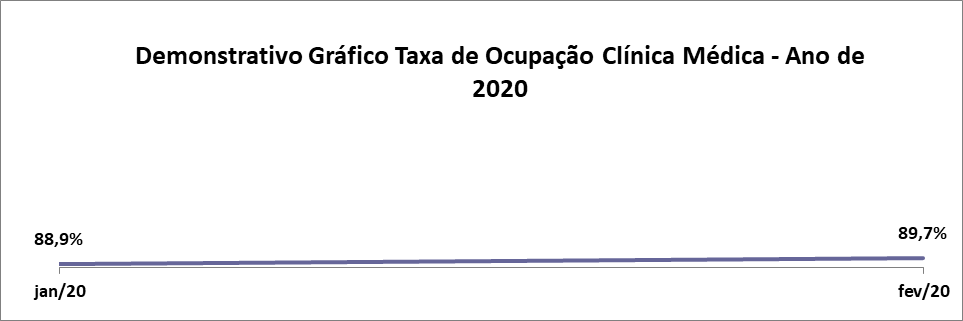 Demonstrativo Gráfico Taxa de Ocupação Clínica Médica - Ano de
2020
88,9%
89,7%
jan/20
fev/20